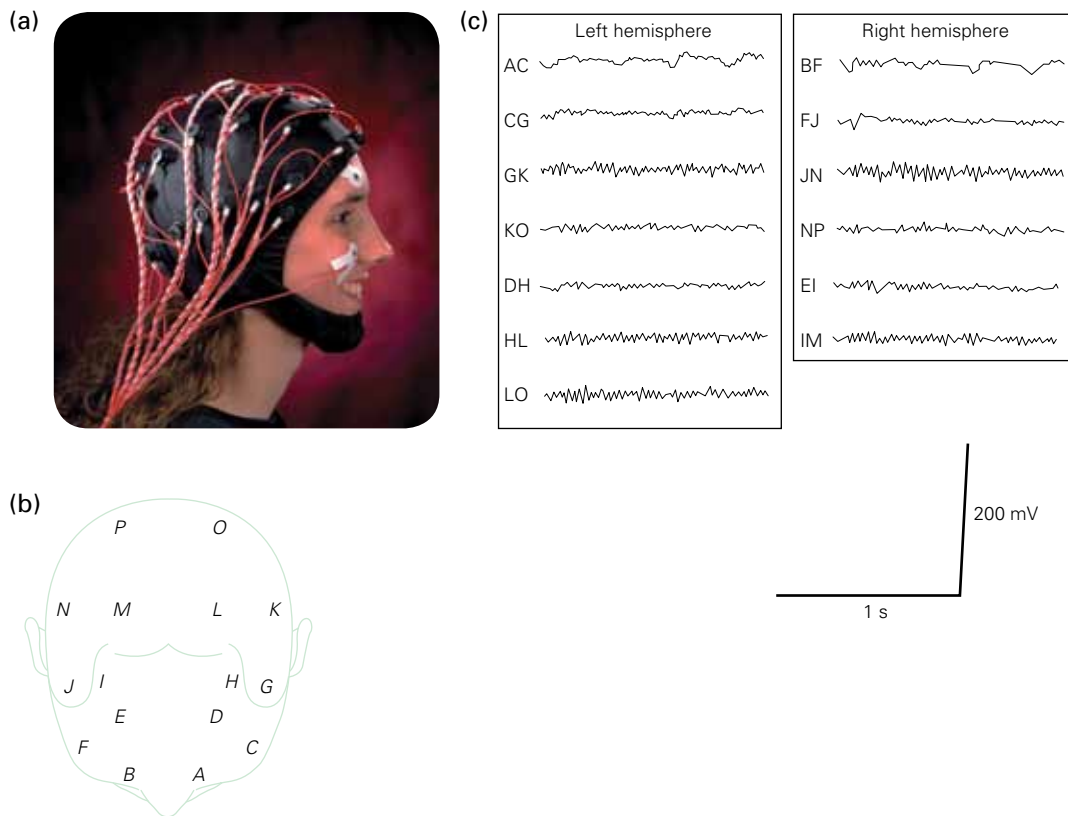 (a)
(c)
Left hemisphere
AC
CG
GK
KO
DH
HL
LO
Right hemisphere
BF
FJ
JN
NP
EI
IM
200 mV
1 s
(b)
P O
N M L K
J I H G
E D
F C
B A